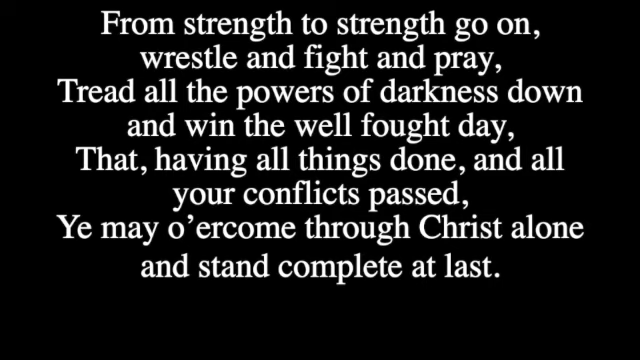 From strength to strength go on,
wrestle and fight and pray,
Tread all the powers of darkness down
and win the well fought day,
That, having all things done, and all
your conflicts passed,
Ye may o’ercome through Christ alone
and stand complete at last.